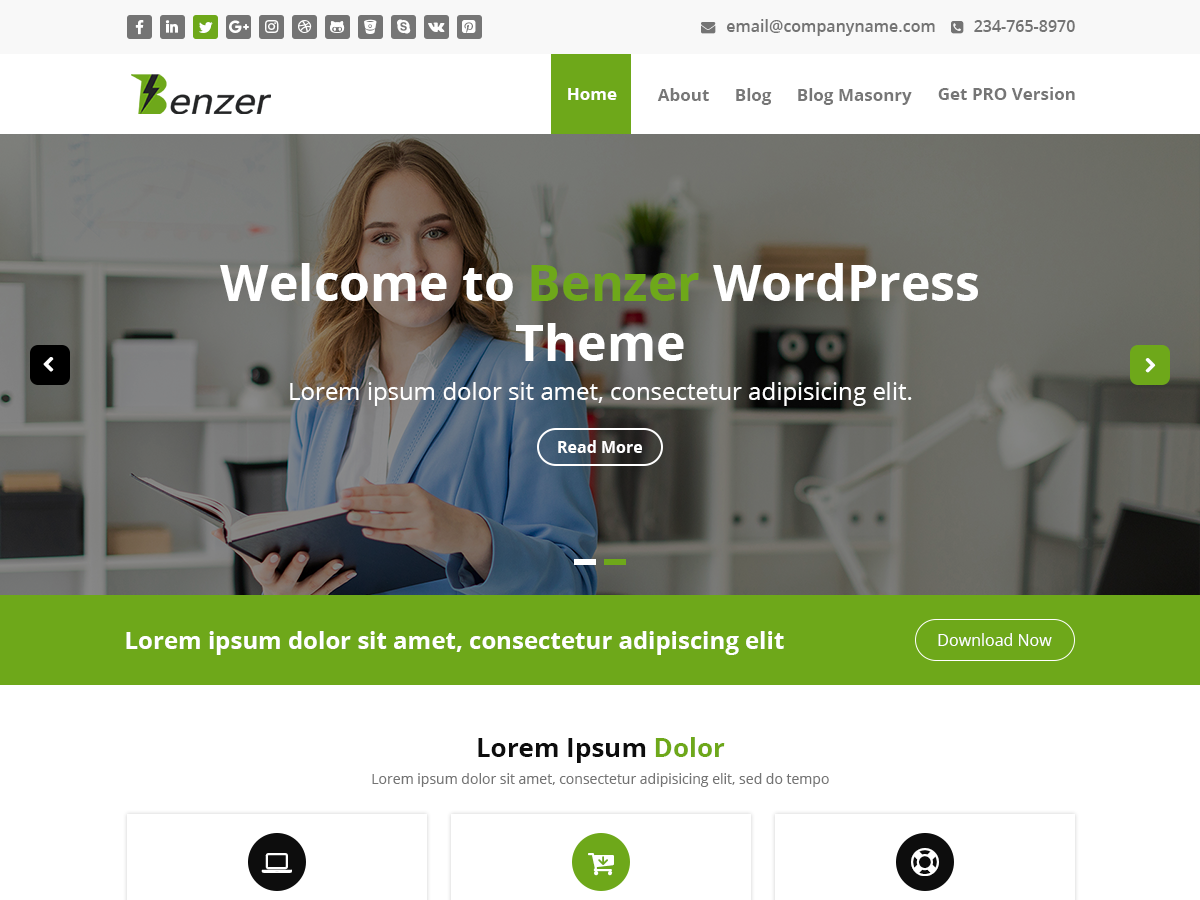 email@companyname.com 234-765-8970
Benzer
Home About Blog Blog Masonry Get PRO Version
Welcome to Benzer WordPress
Theme
Lorem ipsum dolor sit amet, consectetur adipisicing elit.
Read More
Lorem ipsum dolor sit amet, consectetur adipiscing elit
Download Now
Lorem Ipsum Dolor
Lorem ipsum dolor sit amet, consectetur adipisicing elit, sed do tempo